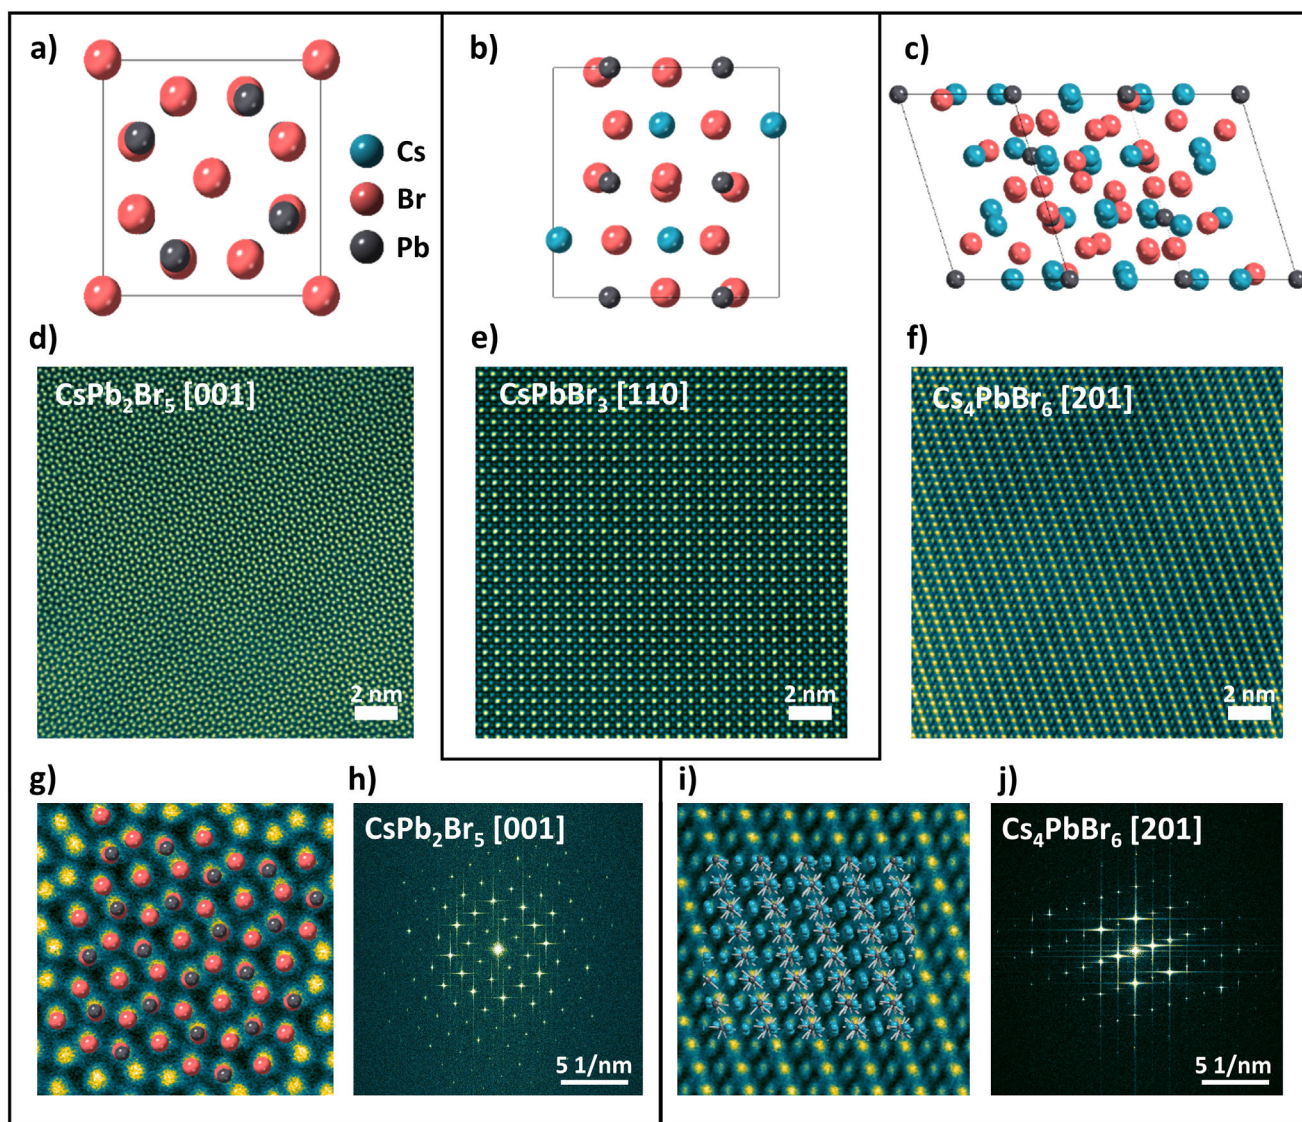 a)
b)
c)
Cs
Br
Pb
d)
e)
f)
CsPb₂Br₅ [001]
CsPbBr₃ [110]
Cs₄PbBr₆ [201]
2 nm
2 nm
2 nm
g)
h)
i)
j)
CsPb₂Br₅ [001]
Cs₄PbBr₆ [201]
5 1/nm
5 1/nm